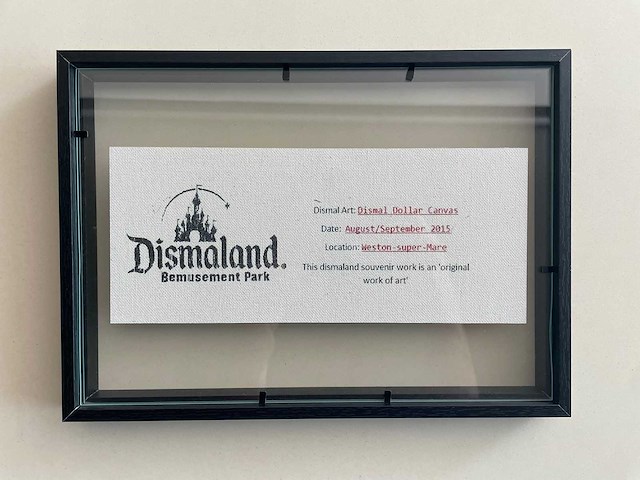 Dismaland.
Bemusement Park
Dismal Art: Dismal Dollar Canvas
Date: August/September 2015
Location: Weston-super-Mare
This dismaland souvenir work is an 'original
work of art'